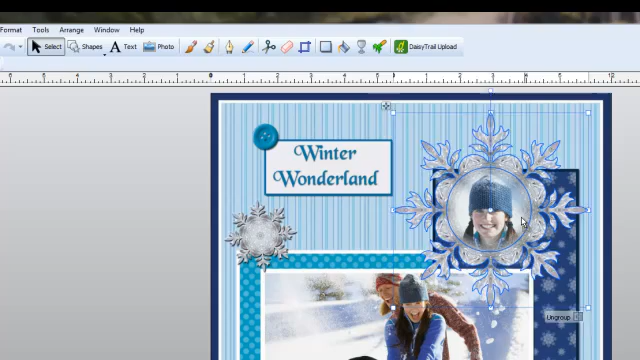 Format Tools Arrange Window Help
Select Shapes Text Photo DaisyTrail Upload
Winter
Wonderland
Ungroup